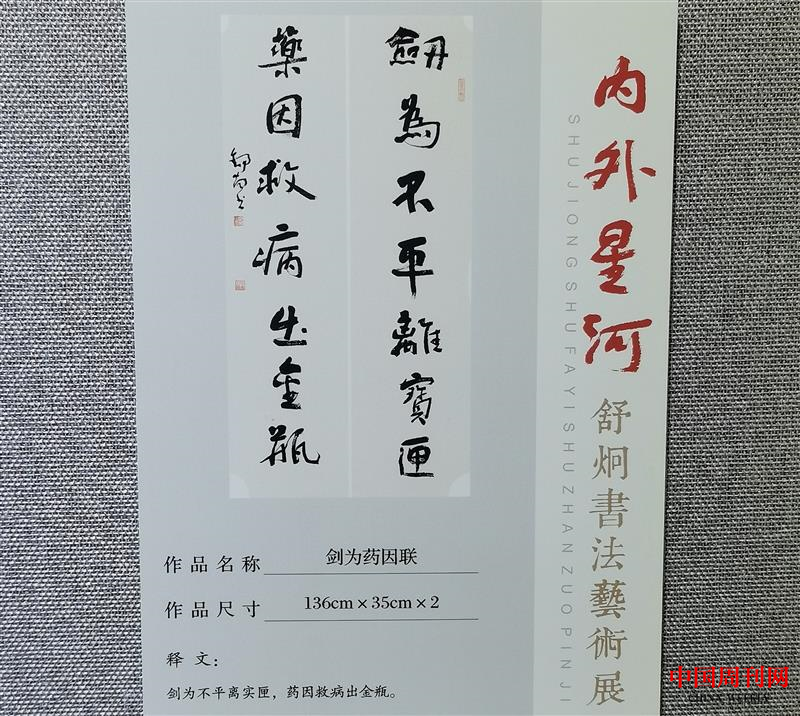 劒為不平離寶匣
藥因救病出金瓶
内外星河
舒炯書法藝術展
SHUJIONGSHUFAYISHUZHANZUOPINJI
作品名称 剑为药因联
作品尺寸 136cm×35cm×2
释文：
剑为不平离实匣，药因救病出金瓶。
中国周刊网